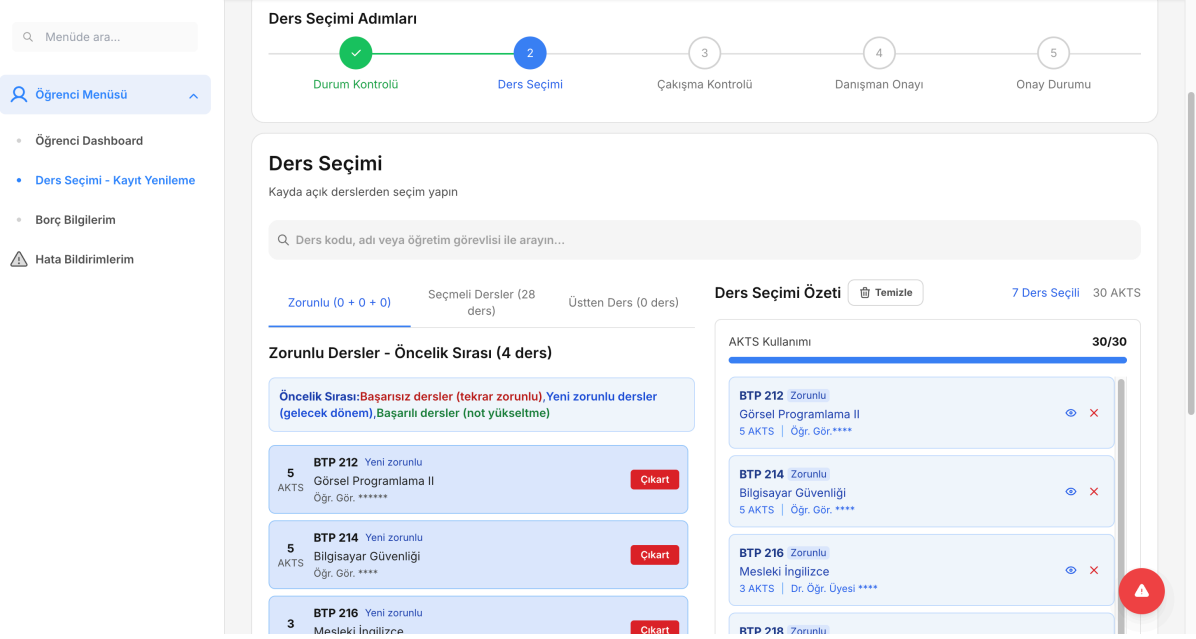 Menüde ara...
Öğrenci Menüsü
Öğrenci Dashboard
Ders Seçimi - Kayıt Yenileme
Borç Bilgilerim
Hata Bildirimlerim
Ders Seçimi Adımları
2
3
4
5
Durum Kontrolü
Ders Seçimi
Çakışma Kontrolü
Danışman Onayı
Onay Durumu
Ders Seçimi
Kayda açık derslerden seçim yapın
Ders kodu, adı veya öğretim görevlisi ile arayın...
Zorunlu (0 + 0 + 0)
Seçmeli Dersler (28
ders)
Üstten Ders (0 ders)
Zorunlu Dersler - Öncelik Sırası (4 ders)
Öncelik Sırası:Başarısız dersler (tekrar zorunlu),Yeni zorunlu dersler
(gelecek dönem),Başarılı dersler (not yükseltme)
5
AKTS
BTP 212 Yeni zorunlu
Görsel Programlama II
Öğr. Gör. ******
Çıkart
5
AKTS
BTP 214 Yeni zorunlu
Bilgisayar Güvenliği
Öğr. Gör. ****
Çıkart
3
BTP 216 Yeni zorunlu
Mesleki İngilizce
Çıkart
Ders Seçimi Özeti
Temizle
7 Ders Seçili
30 AKTS
AKTS Kullanımı
30/30
BTP 212 Zorunlu
Görsel Programlama II
5 AKTS | Öğr. Gör.****
BTP 214 Zorunlu
Bilgisayar Güvenliği
5 AKTS | Öğr. Gör. ****
BTP 216 Zorunlu
Mesleki İngilizce
3 AKTS | Dr. Öğr. Üyesi ****
BTP 218 Zorunlu